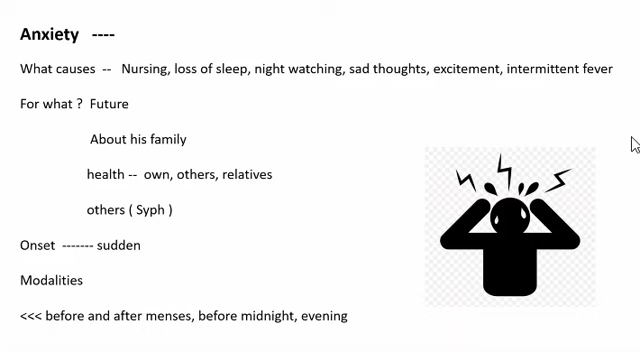 Anxiety ----
What causes -- Nursing, loss of sleep, night watching, sad thoughts, excitement, intermittent fever
For what ? Future
About his family
health -- own, others, relatives
others ( Syph )
Onset ------- sudden
Modalities
<<< before and after menses, before midnight, evening